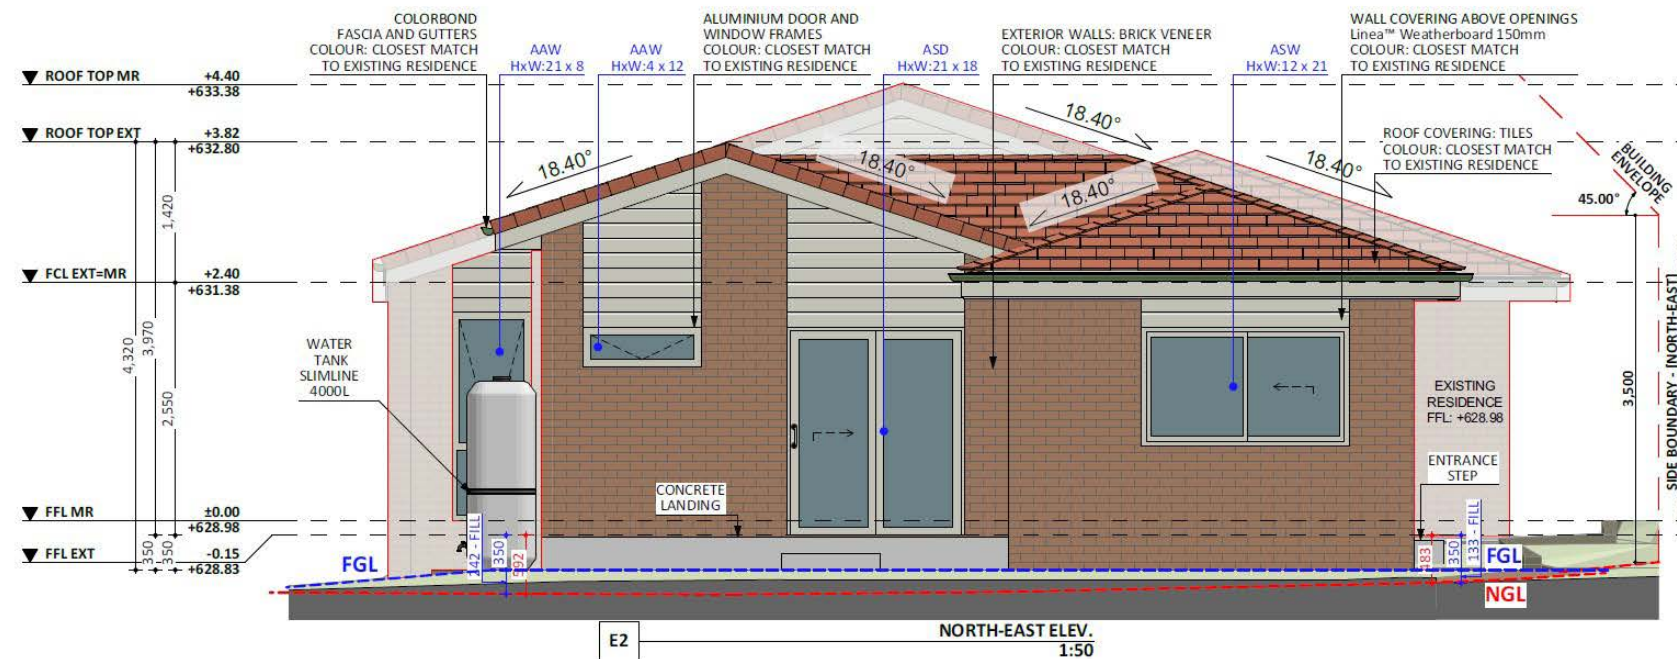 COLORBOND
FASCIA AND GUTTERS
COLOUR: CLOSEST MATCH
TO EXISTING RESIDENCE
AAW
HxW:21 x 8
AAW
HxW:4 x 12
ALUMINIUM DOOR AND
WINDOW FRAMES
COLOUR: CLOSEST MATCH
TO EXISTING RESIDENCE
ASD
HxW:21 x 18
EXTERIOR WALLS: BRICK VENEER
COLOUR: CLOSEST MATCH
TO EXISTING RESIDENCE
ASW
HxW:12 x 21
WALL COVERING ABOVE OPENINGS
Linea™ Weatherboard 150mm
COLOUR: CLOSEST MATCH
TO EXISTING RESIDENCE
ROOF TOP MR +4.40
+633.38
ROOF TOP EXT +3.82
+632.80
18.40°
18.40°
18.40°
18.40°
18.40°
ROOF COVERING: TILES
COLOUR: CLOSEST MATCH
TO EXISTING RESIDENCE
BUILDING
ENVELOPE
45.00°
1,420
FCL EXT=MR +2.40
+631.38
4,320
3,970
2,550
WATER
TANK
SLIMLINE
4000L
EXISTING
RESIDENCE
FFL: +628.98
3,500
SIDE BOUNDARY - [NORTH-EAST]
ENTRANCE
STEP
CONCRETE
LANDING
FFL MR ±0.00
+628.98
FFL EXT -0.15
+628.83
350
350
FGL
242 - FILL
350
592
483
350
133 - FILL
FGL
NGL
E2
NORTH-EAST ELEV.
1:50